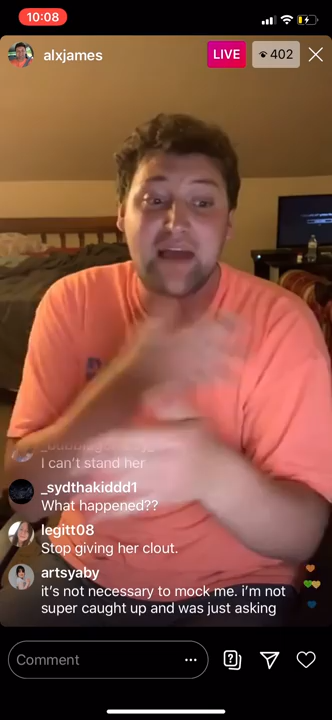 10:08
alxjames
LIVE
402
I can't stand her
_sydthakiddd1
What happened??
legitt08
Stop giving her clout.
artsyaby
it's not necessary to mock me. i'm not
super caught up and was just asking
Comment